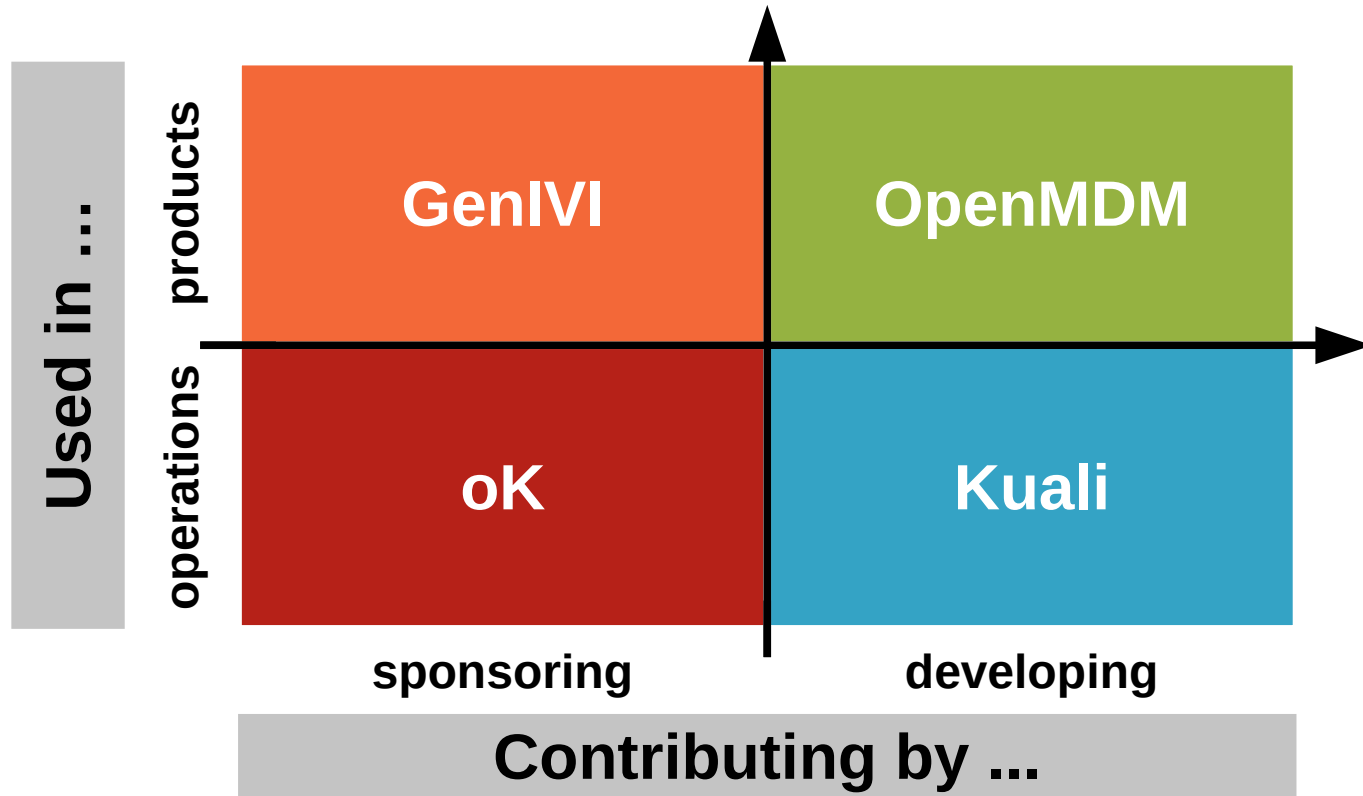 Used in ...
products
GenIVI
OpenMDM
operations
oK
Kuali
sponsoring
developing
Contributing by ...